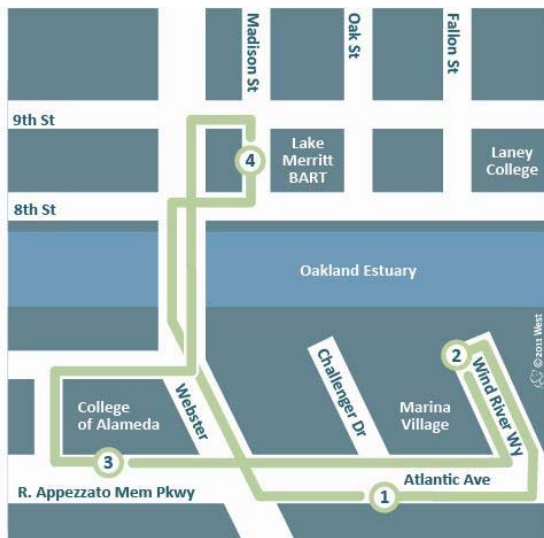 Madison St
Oak St
Fallon St
9th St
4
Lake
Merritt
BART
Laney
College
8th St
Oakland Estuary
© 2011 West
2
Wind River Wy
Challenger Dr
Webster
College
of Alameda
Marina
Village
3
Atlantic Ave
R. Appezzato Mem Pkwy
1